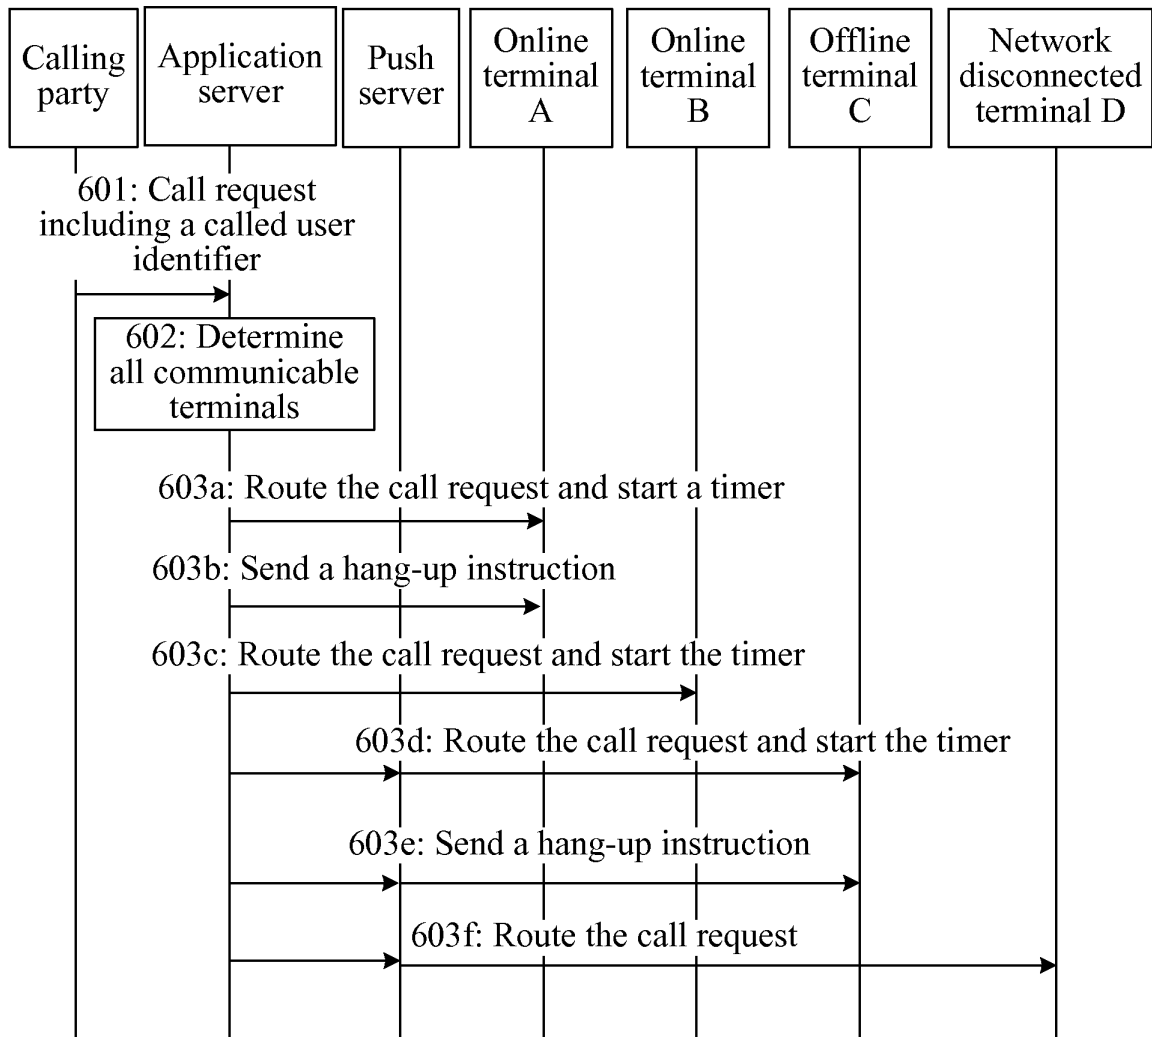 Calling
party
Application
server
Push
server
Online
terminal
A
Online
terminal
B
Offline
terminal
C
Network
disconnected
terminal D
601: Call request
including a called user
identifier
602: Determine
all communicable
terminals
603a: Route the call request and start a timer
603b: Send a hang-up instruction
603c: Route the call request and start the timer
603d: Route the call request and start the timer
603e: Send a hang-up instruction
603f: Route the call request